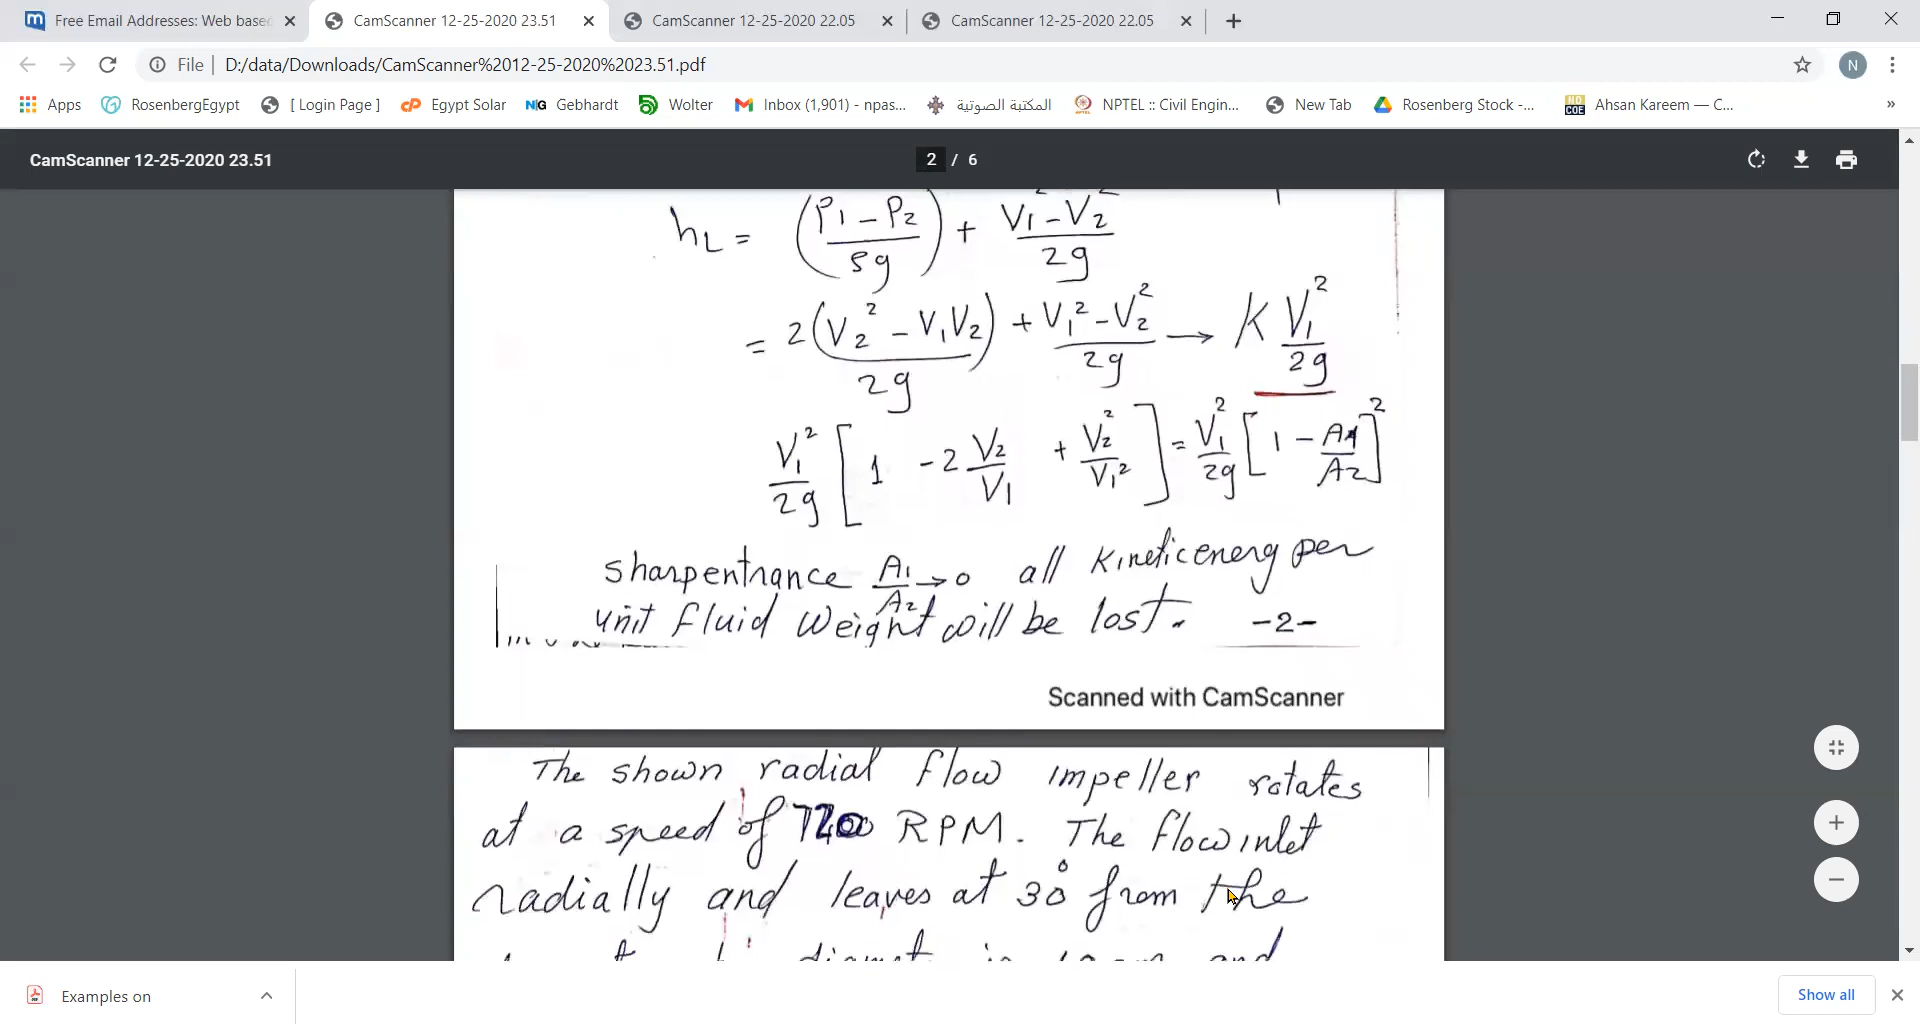 Free Email Addresses: Web base
CamScanner 12-25-2020 23.51
CamScanner 12-25-2020 22.05
CamScanner 12-25-2020 22.05
File | D:/data/Downloads/CamScanner%2012-25-2020%2023.51.pdf
N
Apps RosenbergEgypt [ Login Page ] Egypt Solar Gebhardt Wolter Inbox (1,901) - npas... المكتبة الصوتية NPTEL :: Civil Engin... New Tab Rosenberg Stock -... Ahsan Kareem — C... »
CamScanner 12-25-2020 23.51
2 / 6
hL = (P1 - P2 / ρg) + V1² - V2² / 2g
= 2(V2² - V1V2) / 2g + V1² - V2² / 2g → K V1² / 2g
V1² / 2g [1 - 2 V2 / V1 + V2² / V1²] = V1² / 2g [1 - A1 / A2]²
sharpentrance A1 / A2 → 0 all Kineticenerg per
unit fluid Weight will be lost. -2-
Scanned with CamScanner
The shown radial flow impeller rotates
at a speed of RPM. The flow inlet
radially and leaves at 30° from the
Examples on
Show all